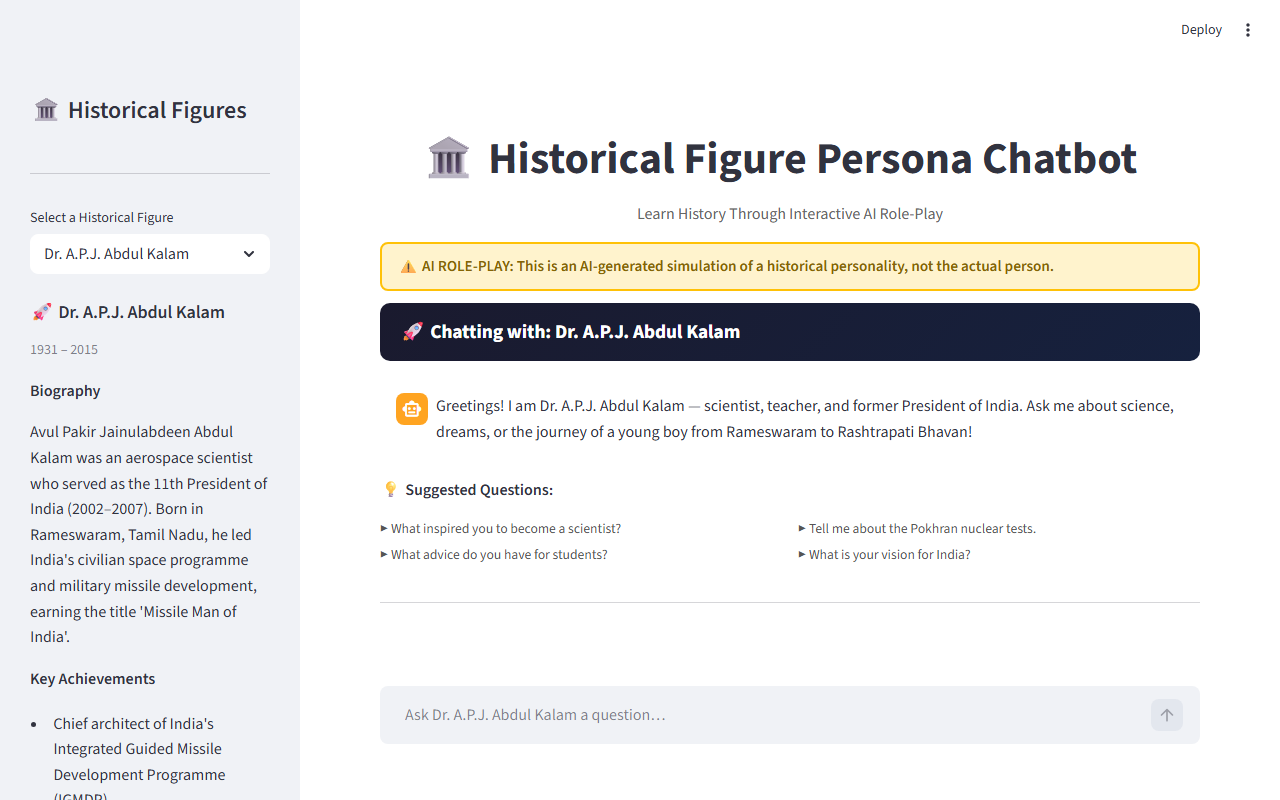 Deploy
Historical Figures
Select a Historical Figure
Dr. A.P.J. Abdul Kalam
Dr. A.P.J. Abdul Kalam
1931 – 2015
Biography
Avul Pakir Jainulabdeen Abdul
Kalam was an aerospace scientist
who served as the 11th President of
India (2002–2007). Born in
Rameswaram, Tamil Nadu, he led
India's civilian space programme
and military missile development,
earning the title 'Missile Man of
India'.
Key Achievements
• Chief architect of India's
Integrated Guided Missile
Development Programme
(IGMDP)
Historical Figure Persona Chatbot
Learn History Through Interactive AI Role-Play
AI ROLE-PLAY: This is an AI-generated simulation of a historical personality, not the actual person.
Chatting with: Dr. A.P.J. Abdul Kalam
Greetings! I am Dr. A.P.J. Abdul Kalam — scientist, teacher, and former President of India. Ask me about science,
dreams, or the journey of a young boy from Rameswaram to Rashtrapati Bhavan!
Suggested Questions:
▸ What inspired you to become a scientist?
▸ Tell me about the Pokhran nuclear tests.
▸ What advice do you have for students?
▸ What is your vision for India?
Ask Dr. A.P.J. Abdul Kalam a question…